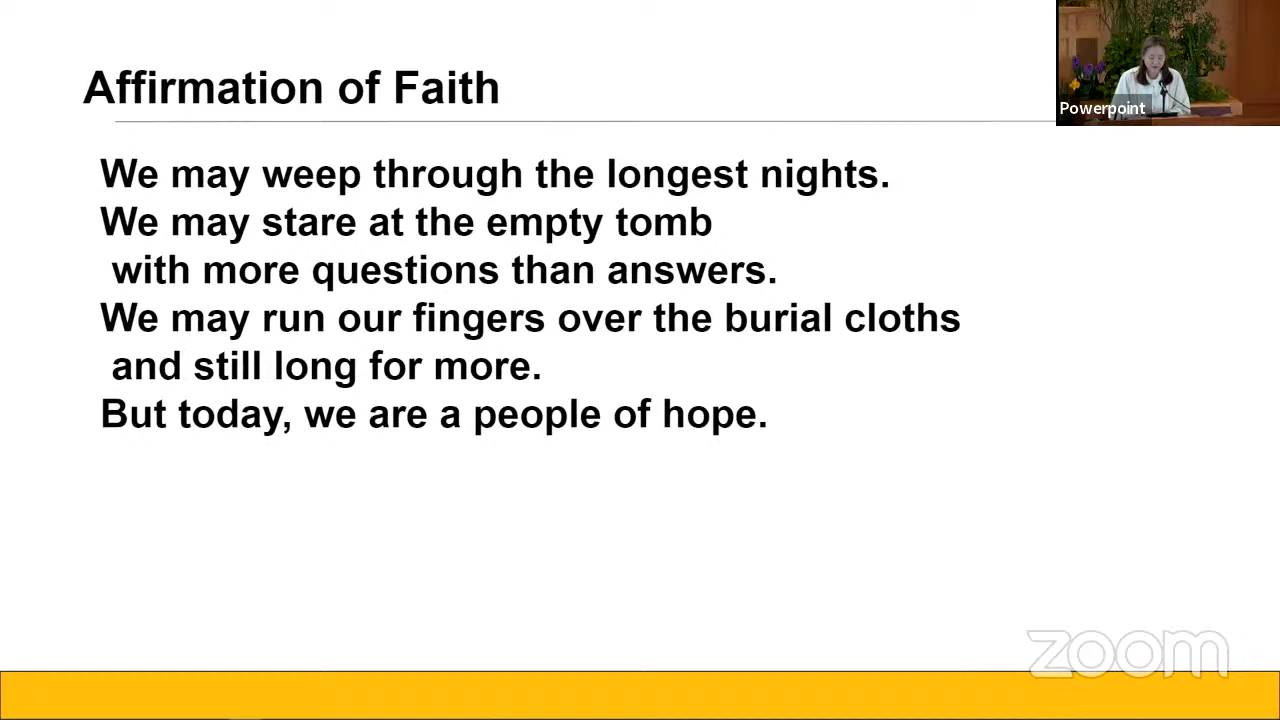 Affirmation of Faith
Powerpoint
We may weep through the longest nights.
We may stare at the empty tomb
with more questions than answers.
We may run our fingers over the burial cloths
and still long for more.
But today, we are a people of hope.
zoom